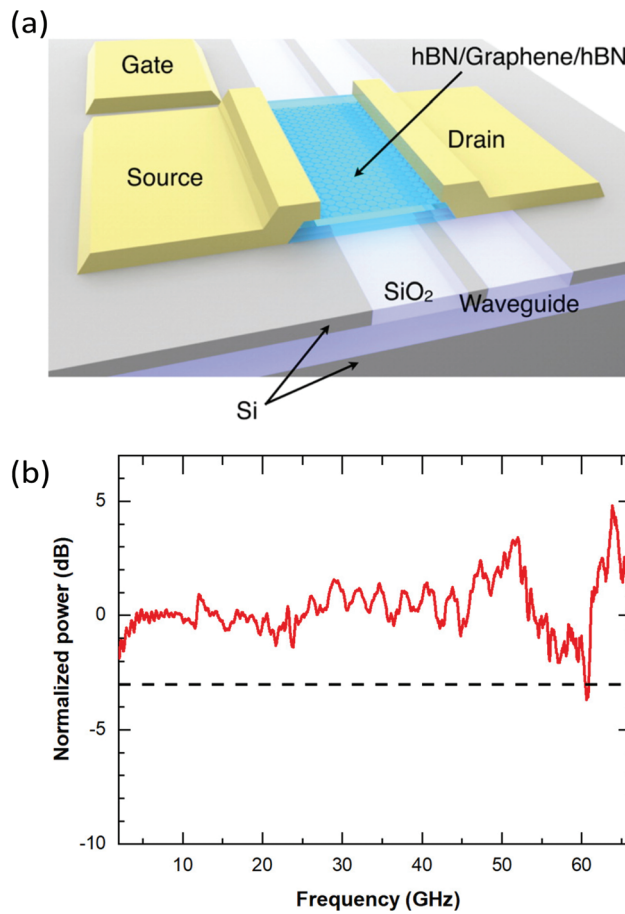 (a)
hBN/Graphene/hBN
Gate
Drain
Source
SiO₂
Waveguide
Si
(b)
5
0
-5
-10
Normalized power (dB)
10 20 30 40 50 60
Frequency (GHz)